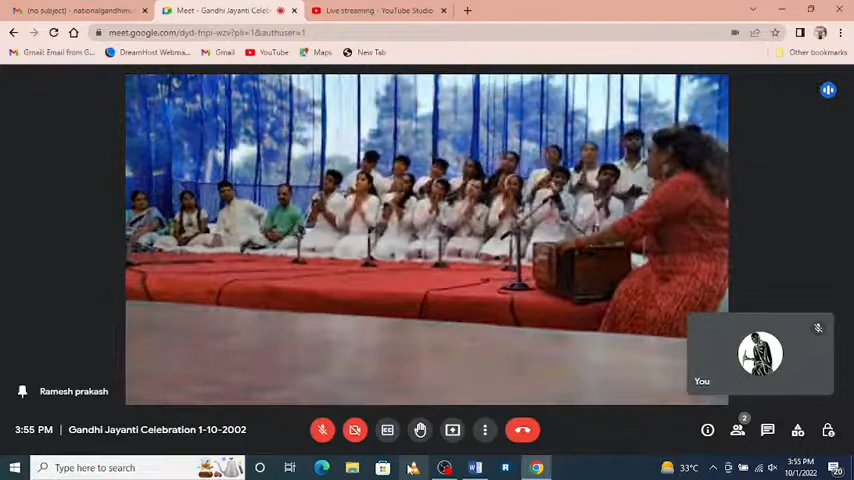 (no subject) - nationalgandhimu
Meet - Gandhi Jayanti Celebr
Live streaming - YouTube Studio
meet.google.com/dyd-fnpi-wzv?pli=1&authuser=1
Gmail: Email from G...
DreamHost Webma...
Gmail
YouTube
Maps
New Tab
Other bookmarks
You
Ramesh prakash
3:55 PM | Gandhi Jayanti Celebration 1-10-2002
2
Type here to search
33°C
3:55 PM
10/1/2022
20